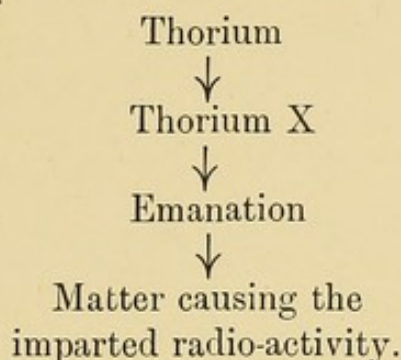 Thorium
↓
Thorium X
↓
Emanation
↓
Matter causing the
imparted radio-activity.